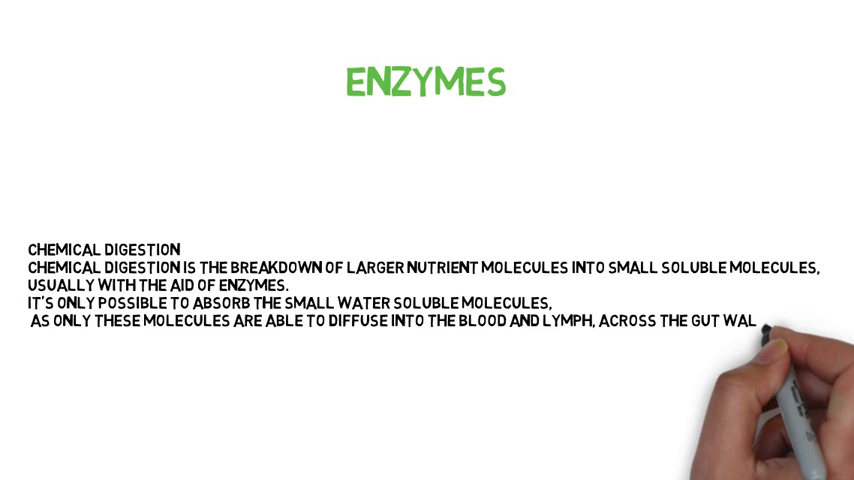 ENZYMES
CHEMICAL DIGESTION
CHEMICAL DIGESTION IS THE BREAKDOWN OF LARGER NUTRIENT MOLECULES INTO SMALL SOLUBLE MOLECULES,
USUALLY WITH THE AID OF ENZYMES.
IT'S ONLY POSSIBLE TO ABSORB THE SMALL WATER SOLUBLE MOLECULES,
AS ONLY THESE MOLECULES ARE ABLE TO DIFFUSE INTO THE BLOOD AND LYMPH, ACROSS THE GUT WAL